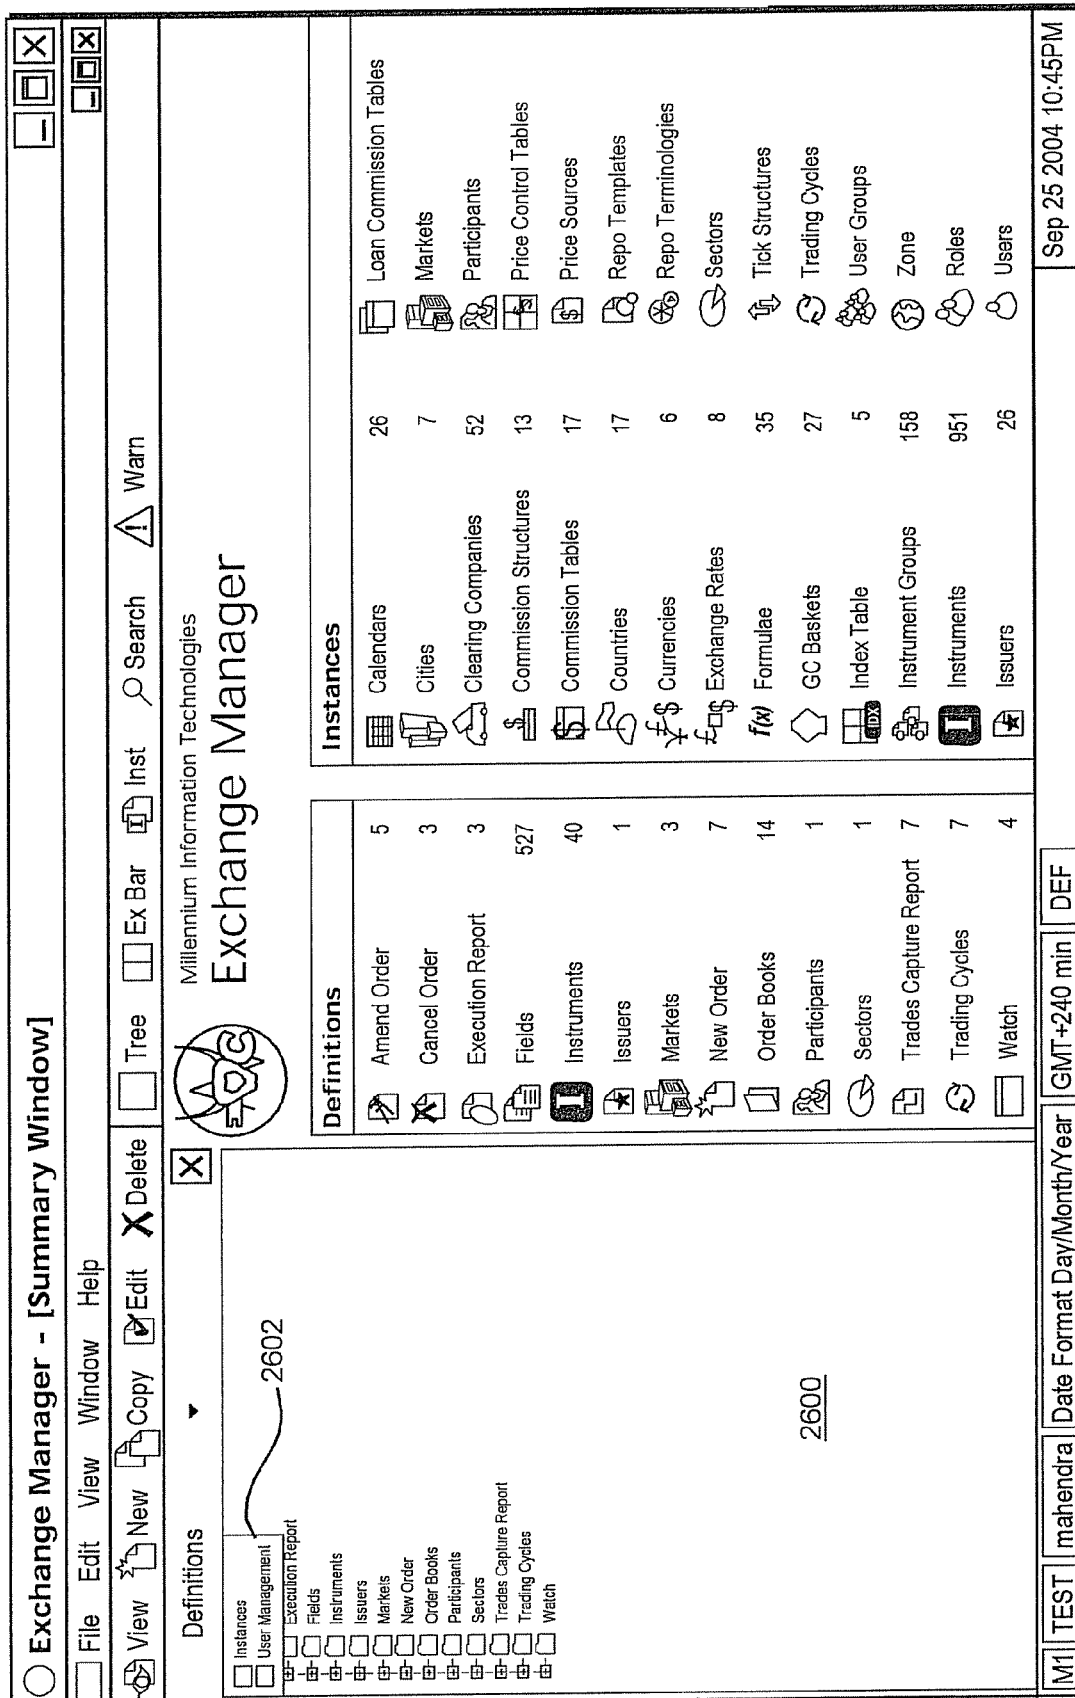 Exchange Manager - [Summary Window]
File Edit View Window Help
View New Copy Edit Delete Tree Ex Bar Inst Search Warn
Definitions
Instances
User Management
Execution Report
Fields
Instruments
Issuers
Markets
New Order
Order Books
Participants
Sectors
Trades Capture Report
Trading Cycles
Watch
2602
2600
Millennium Information Technologies
Exchange Manager
Definitions
Amend Order 5
Cancel Order 3
Execution Report 3
Fields 527
Instruments 40
Issuers 1
Markets 3
New Order 7
Order Books 14
Participants 1
Sectors 1
Trades Capture Report 7
Trading Cycles 7
Watch 4
Instances
Calendars 26 Loan Commission Tables
Cities 7 Markets
Clearing Companies 52 Participants
Commission Structures 13 Price Control Tables
Commission Tables 17 Price Sources
Countries 17 Repo Templates
Currencies 6 Repo Terminologies
Exchange Rates 8 Sectors
f(x) Formulae 35 Tick Structures
GC Baskets 27 Trading Cycles
IDX Index Table 5 User Groups
Instrument Groups 158 Zone
I Instruments 951 Roles
Issuers 26 Users
M1 TEST mahendra Date Format Day/Month/Year GMT+240 min DEF Sep 25 2004 10:45PM